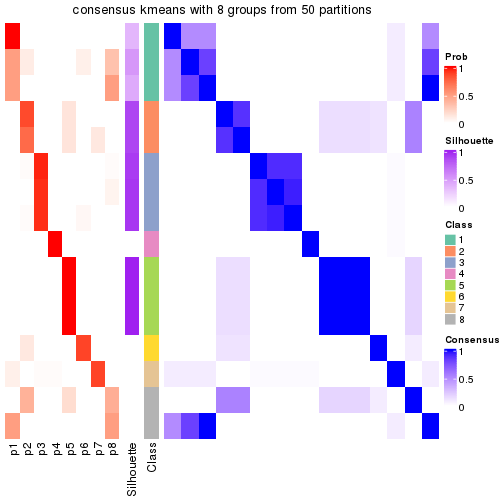 consensus kmeans with 8 groups from 50 partitions
Prob
1
0.5
0
Silhouette
1
0.5
0
Class
1
2
3
4
5
6
7
8
Consensus
1
0.5
0
p1
p2
p3
p4
p5
p6
p7
p8
Silhouette
Class